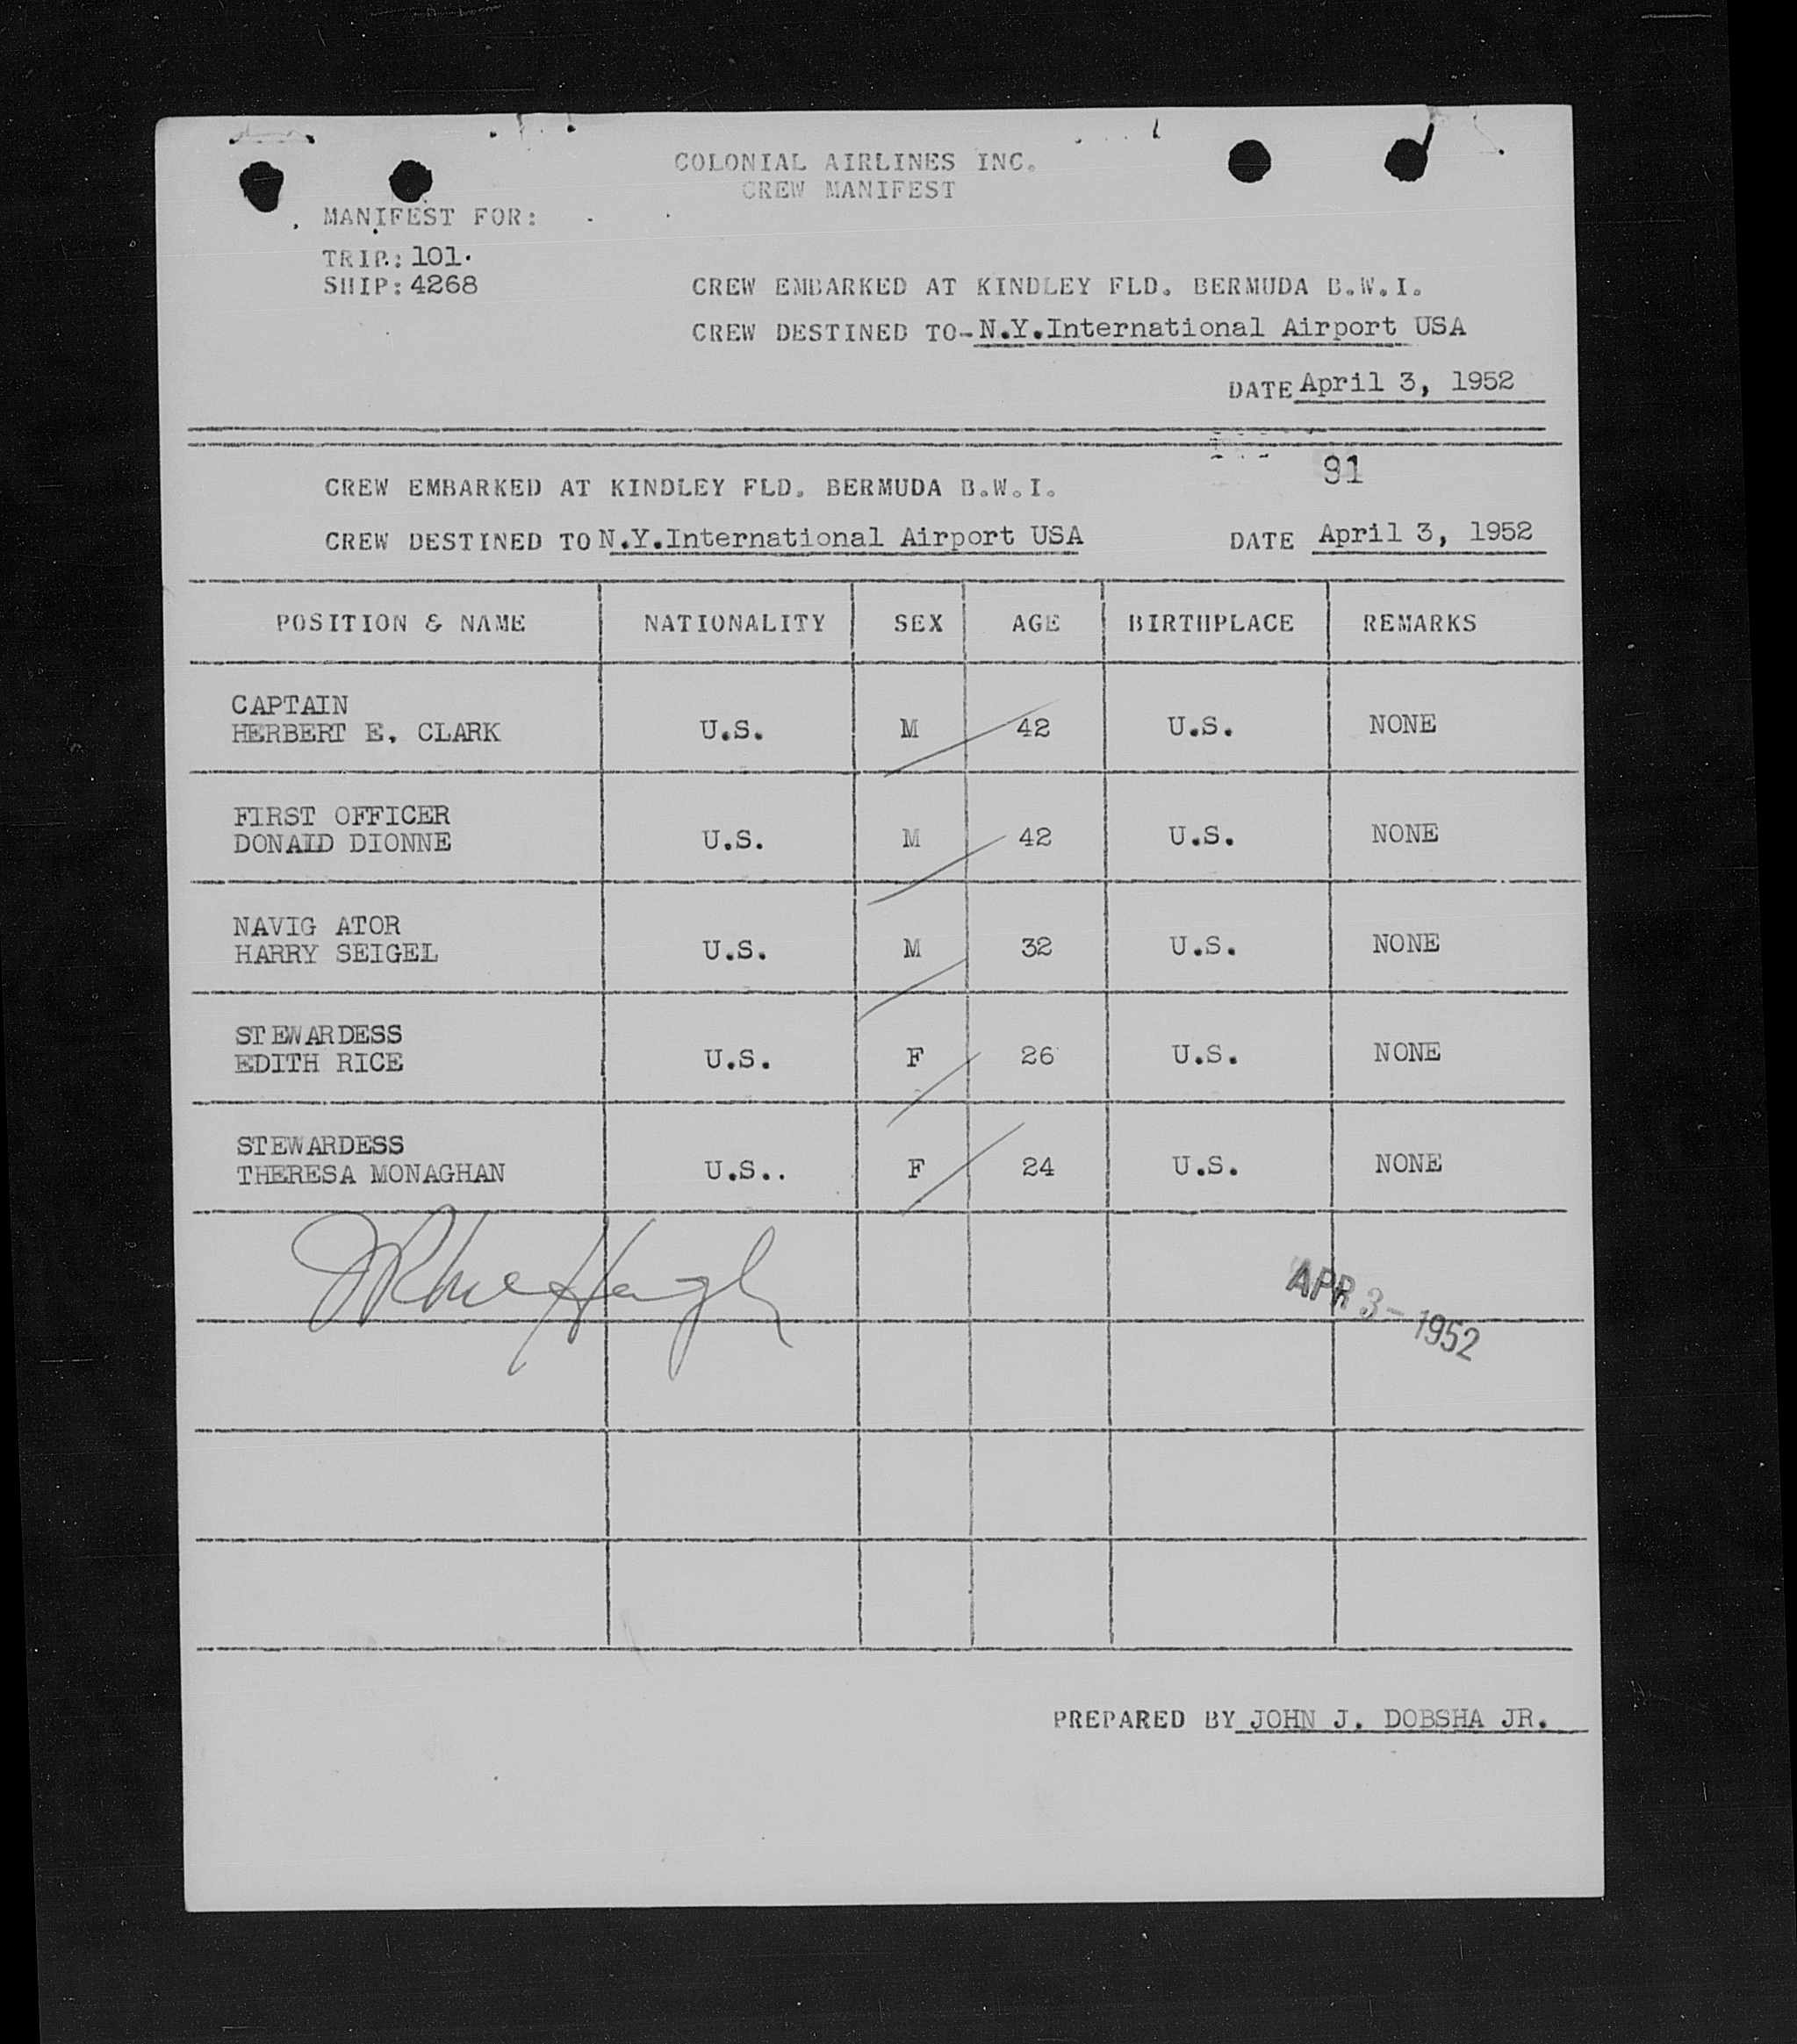 COLONIAL AIRLINES INC.
CREW MANIFEST
MANIFEST FOR:
TRIP.: 101.
SHIP: 4268
CREW EMBARKED AT KINDLEY FLD. BERMUDA B.W.I.
CREW DESTINED TO-N.Y.International Airport USA
DATE April 3, 1952
91
CREW EMBARKED AT KINDLEY FLD. BERMUDA B.W.I.
CREW DESTINED TO N.Y.International Airport USA DATE April 3, 1952
POSITION & NAME NATIONALITY SEX AGE BIRTHPLACE REMARKS
CAPTAIN
HERBERT E. CLARK U.S. M 42 U.S. NONE
FIRST OFFICER
DONALD DIONNE U.S. M 42 U.S. NONE
NAVIG ATOR
HARRY SEIGEL U.S. M 32 U.S. NONE
STEWARDESS
EDITH RICE U.S. F 26 U.S. NONE
STEWARDESS
THERESA MONAGHAN U.S.. F 24 U.S. NONE
APR 3-1952
PREPARED BY JOHN J. DOBSHA JR.